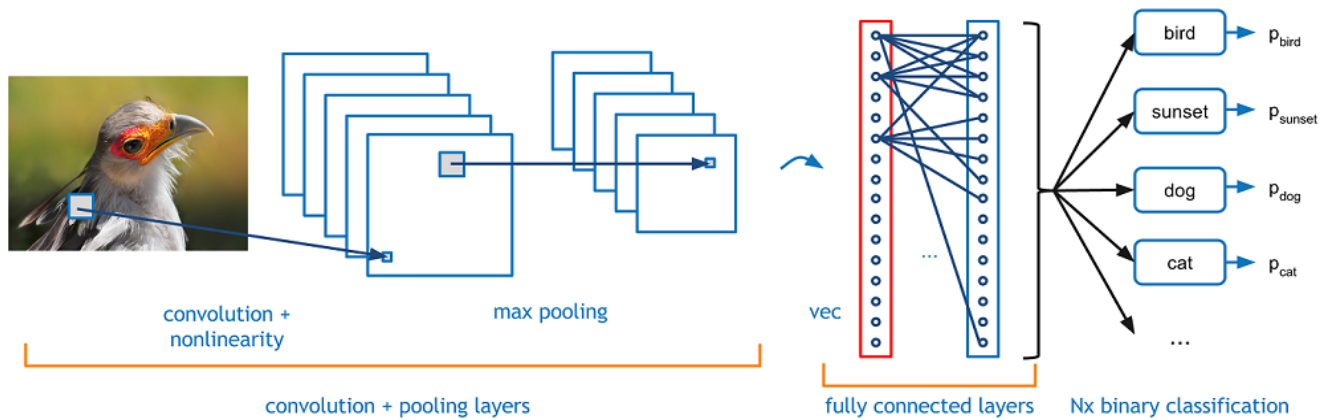 bird
p_bird
sunset
p_sunset
dog
p_dog
cat
p_cat
...
...
convolution +
nonlinearity
max pooling
vec
convolution + pooling layers
fully connected layers
Nx binary classification